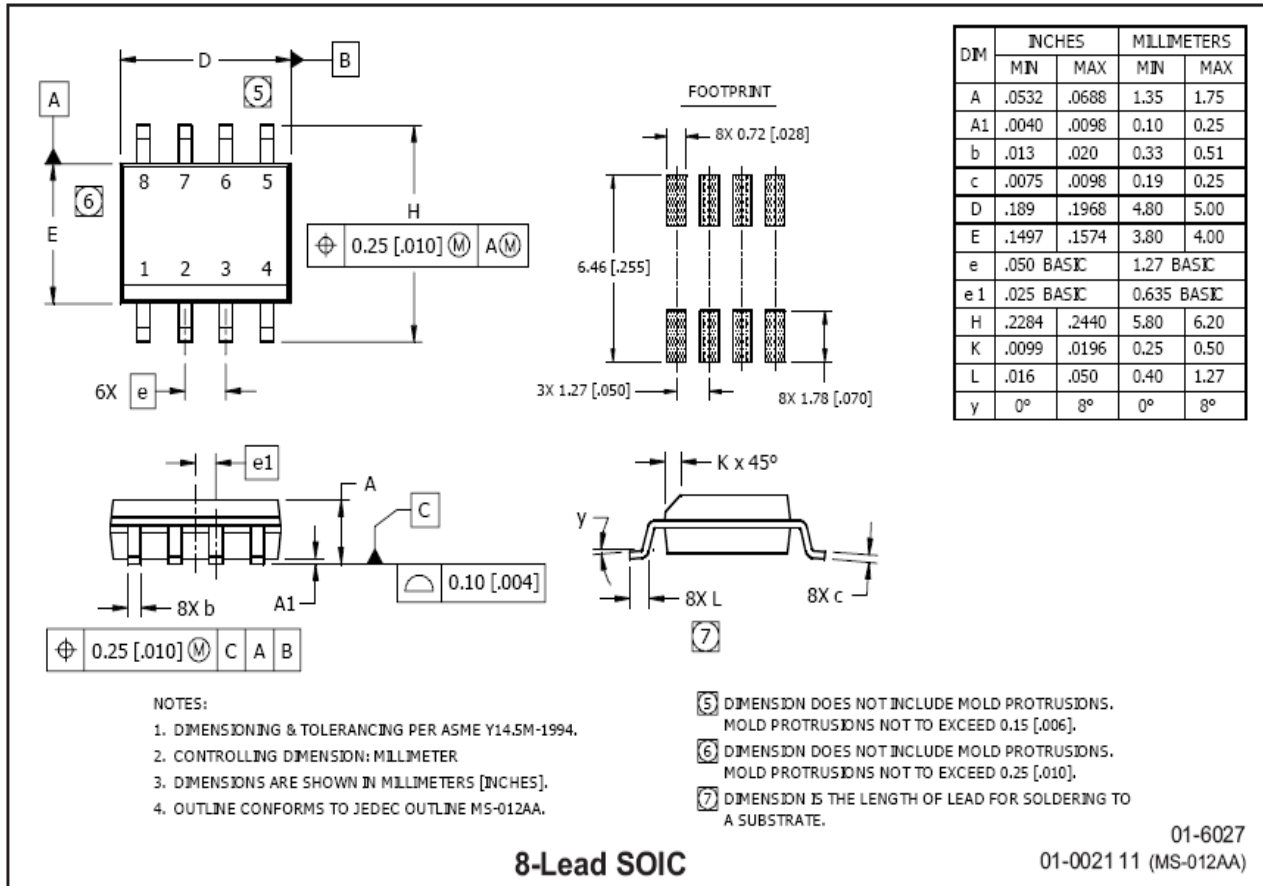 D
B
5
A
8 7 6 5
6
E
H
⌖ 0.25 [.010] Ⓜ A Ⓜ
1 2 3 4
6X e
FOOTPRINT
8X 0.72 [.028]
6.46 [.255]
3X 1.27 [.050]
8X 1.78 [.070]
DIM INCHES MILLIMETERS
MIN MAX MIN MAX
A .0532 .0688 1.35 1.75
A1 .0040 .0098 0.10 0.25
b .013 .020 0.33 0.51
c .0075 .0098 0.19 0.25
D .189 .1968 4.80 5.00
E .1497 .1574 3.80 4.00
e .050 BASIC 1.27 BASIC
e1 .025 BASIC 0.635 BASIC
H .2284 .2440 5.80 6.20
K .0099 .0196 0.25 0.50
L .016 .050 0.40 1.27
y 0° 8° 0° 8°
e1
A
C
0.10 [.004]
8X b
A1
⌖ 0.25 [.010] Ⓜ C A B
K x 45°
y
8X L
8X c
7
NOTES:
1. DIMENSIONING & TOLERANCING PER ASME Y14.5M-1994.
2. CONTROLLING DIMENSION: MILLIMETER
3. DIMENSIONS ARE SHOWN IN MILLIMETERS [INCHES].
4. OUTLINE CONFORMS TO JEDEC OUTLINE MS-012AA.
5 DIMENSION DOES NOT INCLUDE MOLD PROTRUSIONS.
MOLD PROTRUSIONS NOT TO EXCEED 0.15 [.006].
6 DIMENSION DOES NOT INCLUDE MOLD PROTRUSIONS.
MOLD PROTRUSIONS NOT TO EXCEED 0.25 [.010].
7 DIMENSION IS THE LENGTH OF LEAD FOR SOLDERING TO
A SUBSTRATE.
8-Lead SOIC
01-6027
01-0021 11 (MS-012AA)